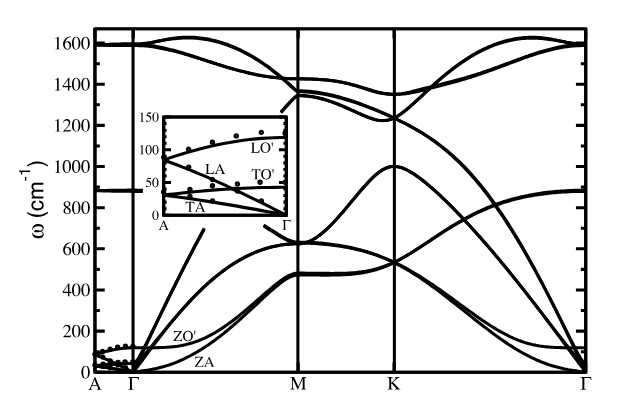 1600
1400
1200
1000
800
600
400
200
0
ω (cm-1)
150
100
50
0
LO'
LA
TO'
TA
A
Γ
ZO'
ZA
A
Γ
M
K
Γ